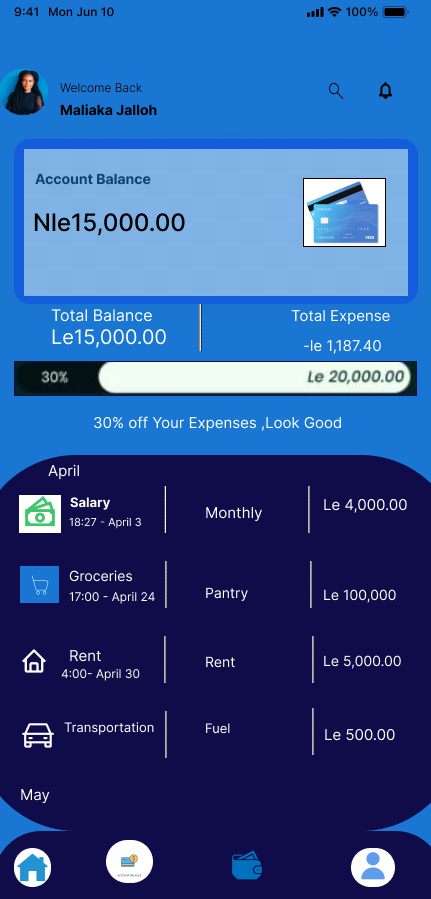 9:41 Mon Jun 10 100%
Welcome Back
Maliaka Jalloh
Account Balance
Nle15,000.00
VISA
Total Balance
Le15,000.00
Total Expense
-le 1,187.40
30% Le 20,000.00
30% off Your Expenses ,Look Good
April
Salary
18:27 - April 3
Monthly
Le 4,000.00
Groceries
17:00 - April 24
Pantry
Le 100,000
Rent
4:00- April 30
Rent
Le 5,000.00
Transportation
Fuel
Le 500.00
May
ACCOUNT BALANCE